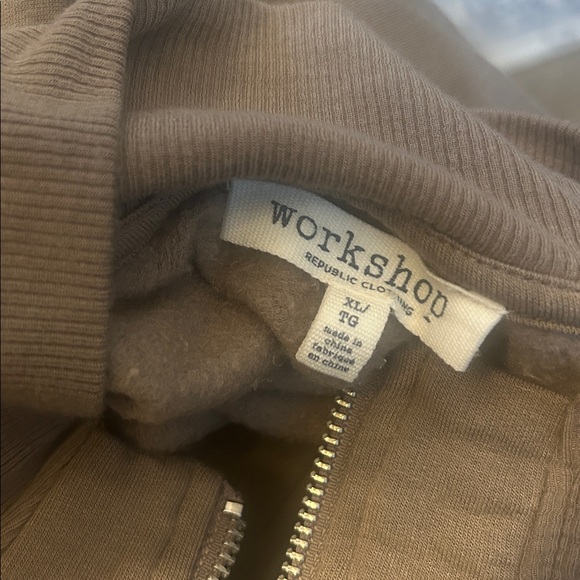 workshop
REPUBLIC CLOTHING
XL/
TG
made in
china
fabriqué
en chine